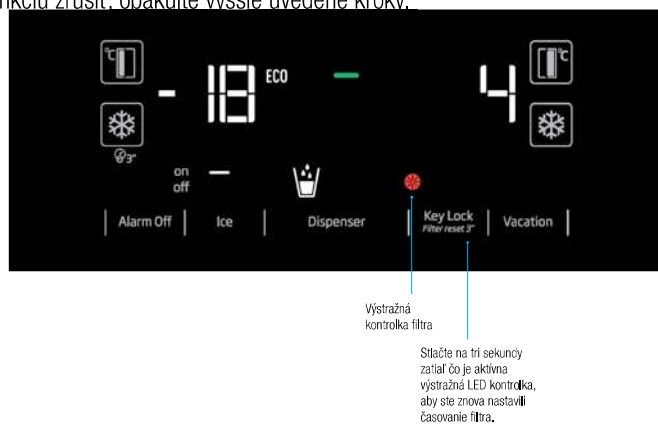 nkciu zrušiť, opakujte vyššie uvedené kroky.
°C
-18 ECO
4
°C
3"
on
off
Alarm Off
Ice
Dispenser
Key Lock
Filter reset 3"
Vacation
Výstražná
kontrolka filtra
Stlačte na tri sekundy
zatiaľ čo je aktívna
výstražná LED kontrolka,
aby ste znova nastavili
časovanie filtra.